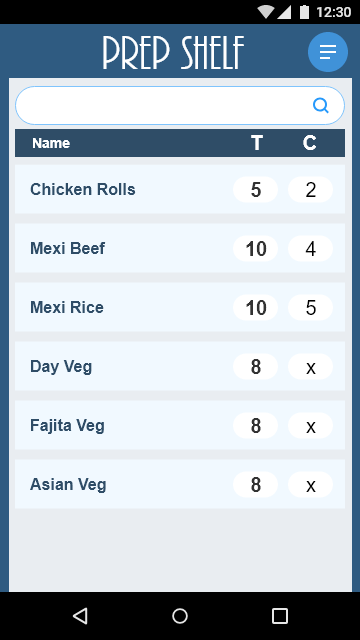 12:30
PREP SHELF
Name T C
Chicken Rolls 5 2
Mexi Beef 10 4
Mexi Rice 10 5
Day Veg 8 x
Fajita Veg 8 x
Asian Veg 8 x